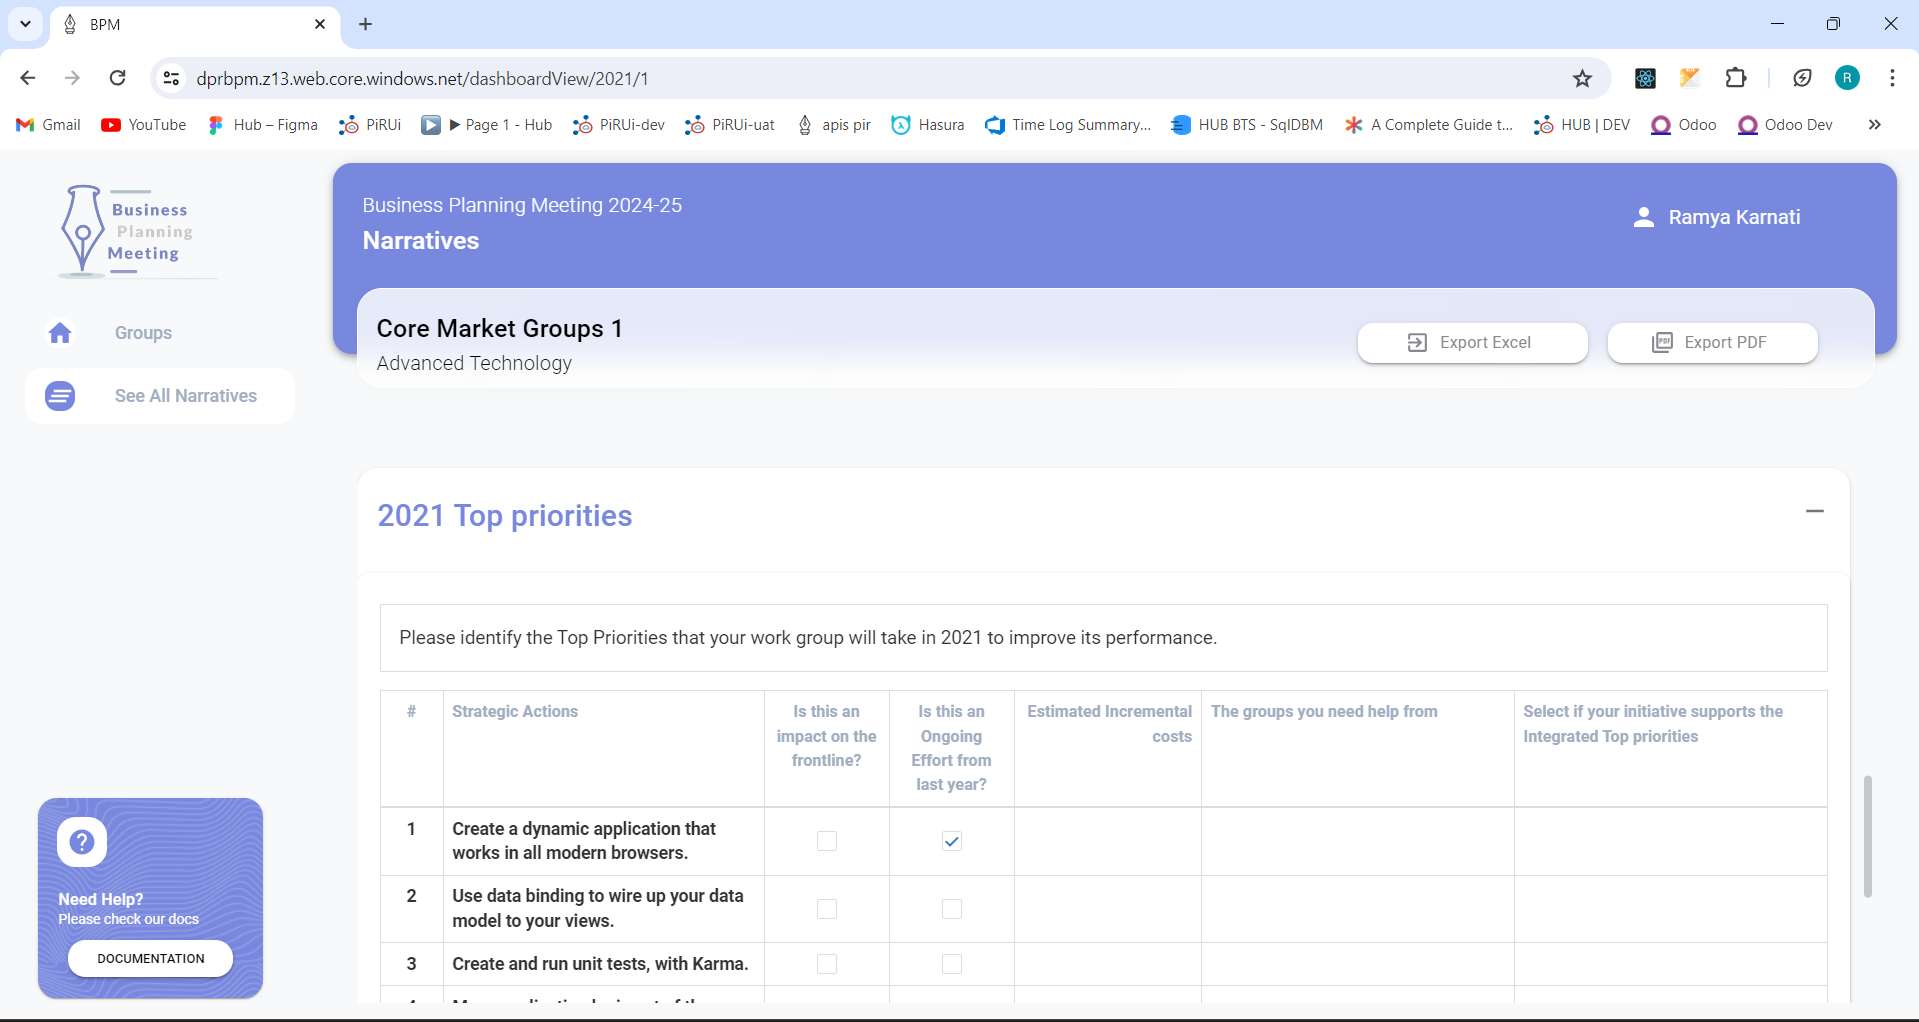 BPM
dprbpm.z13.web.core.windows.net/dashboardView/2021/1
R
Gmail
YouTube
Hub – Figma
PiRUi
▶ Page 1 - Hub
PiRUi-dev
PiRUi-uat
apis pir
Hasura
Time Log Summary...
HUB BTS - SqlDBM
A Complete Guide t...
HUB | DEV
Odoo
Odoo Dev
Business
Planning
Meeting
Groups
See All Narratives
Need Help?
Please check our docs
DOCUMENTATION
Business Planning Meeting 2024-25
Narratives
Ramya Karnati
Core Market Groups 1
Advanced Technology
Export Excel
PDF
Export PDF
2021 Top priorities
Please identify the Top Priorities that your work group will take in 2021 to improve its performance.
#
Strategic Actions
Is this an
impact on the
frontline?
Is this an
Ongoing
Effort from
last year?
Estimated Incremental
costs
The groups you need help from
Select if your initiative supports the
Integrated Top priorities
1
Create a dynamic application that
works in all modern browsers.
2
Use data binding to wire up your data
model to your views.
3
Create and run unit tests, with Karma.